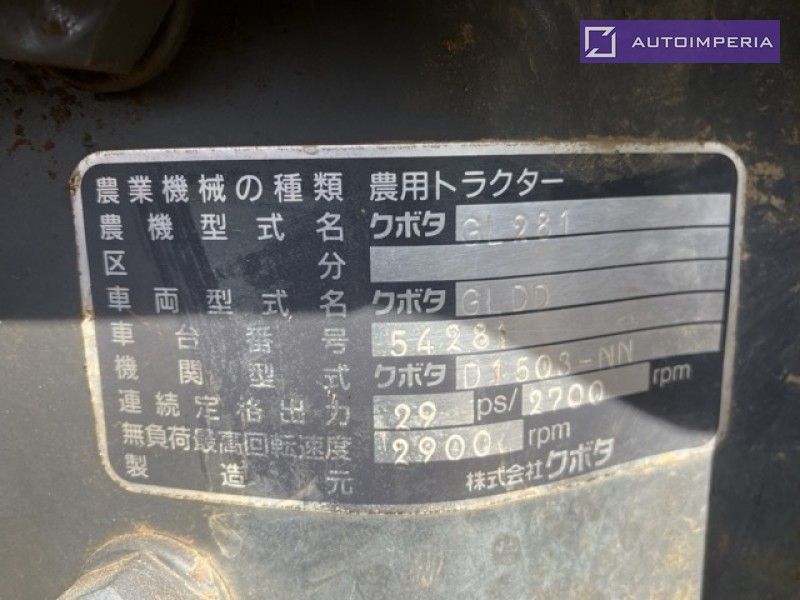 AUTOIMPERIA
農業機械の種類 農用トラクター
農機型式名 クボタ GL281
区分
車両型式名 クボタ GLDD
車台番号 54281
機関型式 クボタ D1503-NN
連続定格出力 29 ps/2700 rpm
無負荷最高回転速度 2900 rpm
製造元 株式会社クボタ